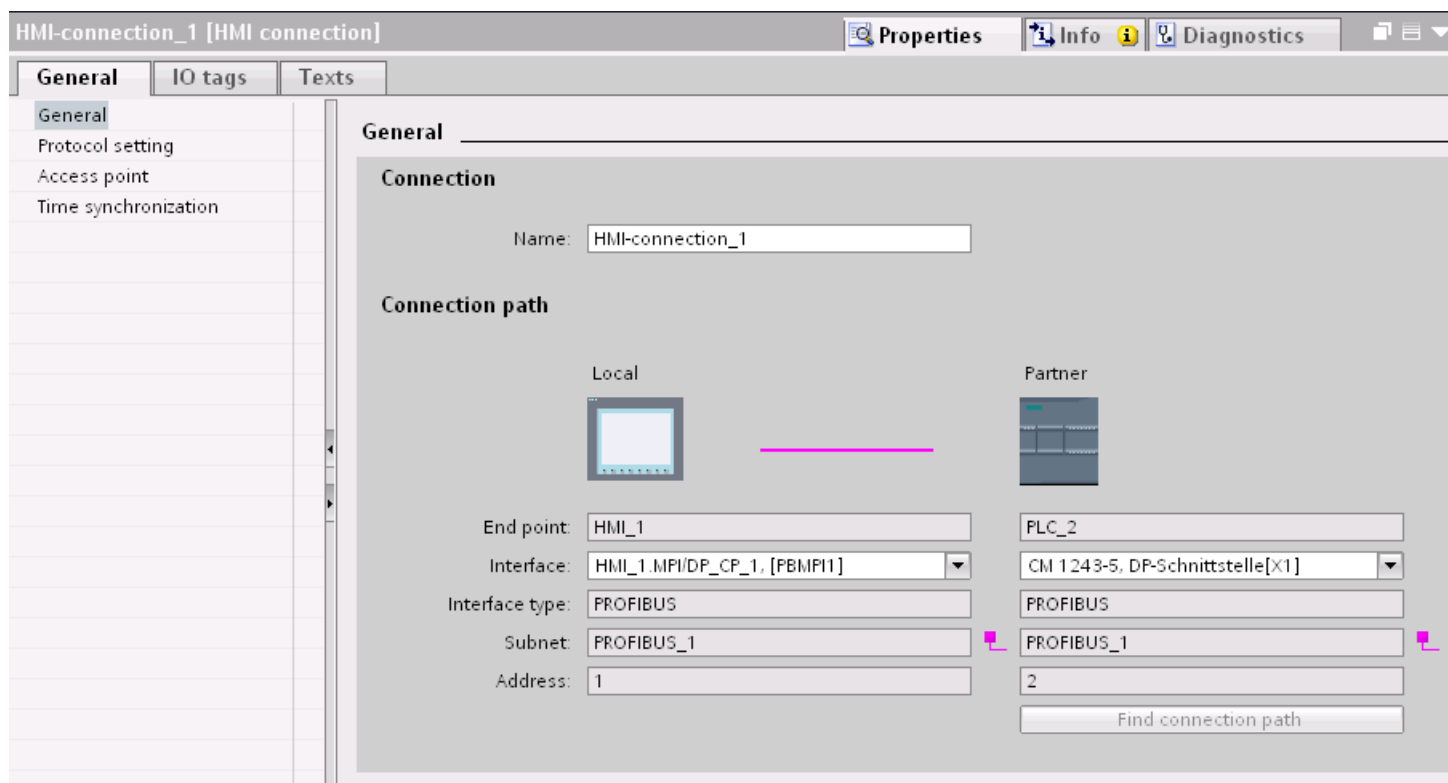 HMI-connection_1 [HMI connection]
Properties
Info
Diagnostics
General
IO tags
Texts
General
Protocol setting
Access point
Time synchronization
General
Connection
Name: HMI-connection_1
Connection path
Local Partner
End point: HMI_1 PLC_2
Interface: HMI_1.MPI/DP_CP_1, [PBMPI1] CM 1243-5, DP-Schnittstelle[X1]
Interface type: PROFIBUS PROFIBUS
Subnet: PROFIBUS_1 PROFIBUS_1
Address: 1 2
Find connection path